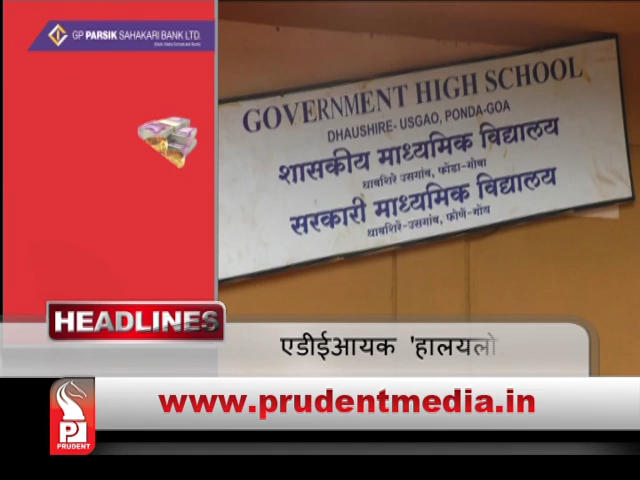 GP PARSIK SAHAKARI BANK LTD.
GOVERNMENT HIGH SCHOOL
DHAUSHIRE- USGAO, PONDA-GOA
शासकीय माध्यमिक विद्यालय
धावशिरे उसगांव, फोंडा-गोवा
सरकारी माध्यमिक विद्यालय
धावशिरे-उसगांव, फोणें-गोंय
HEADLINES
एडीईआयक 'हालयलो
www.prudentmedia.in
PRUDENT